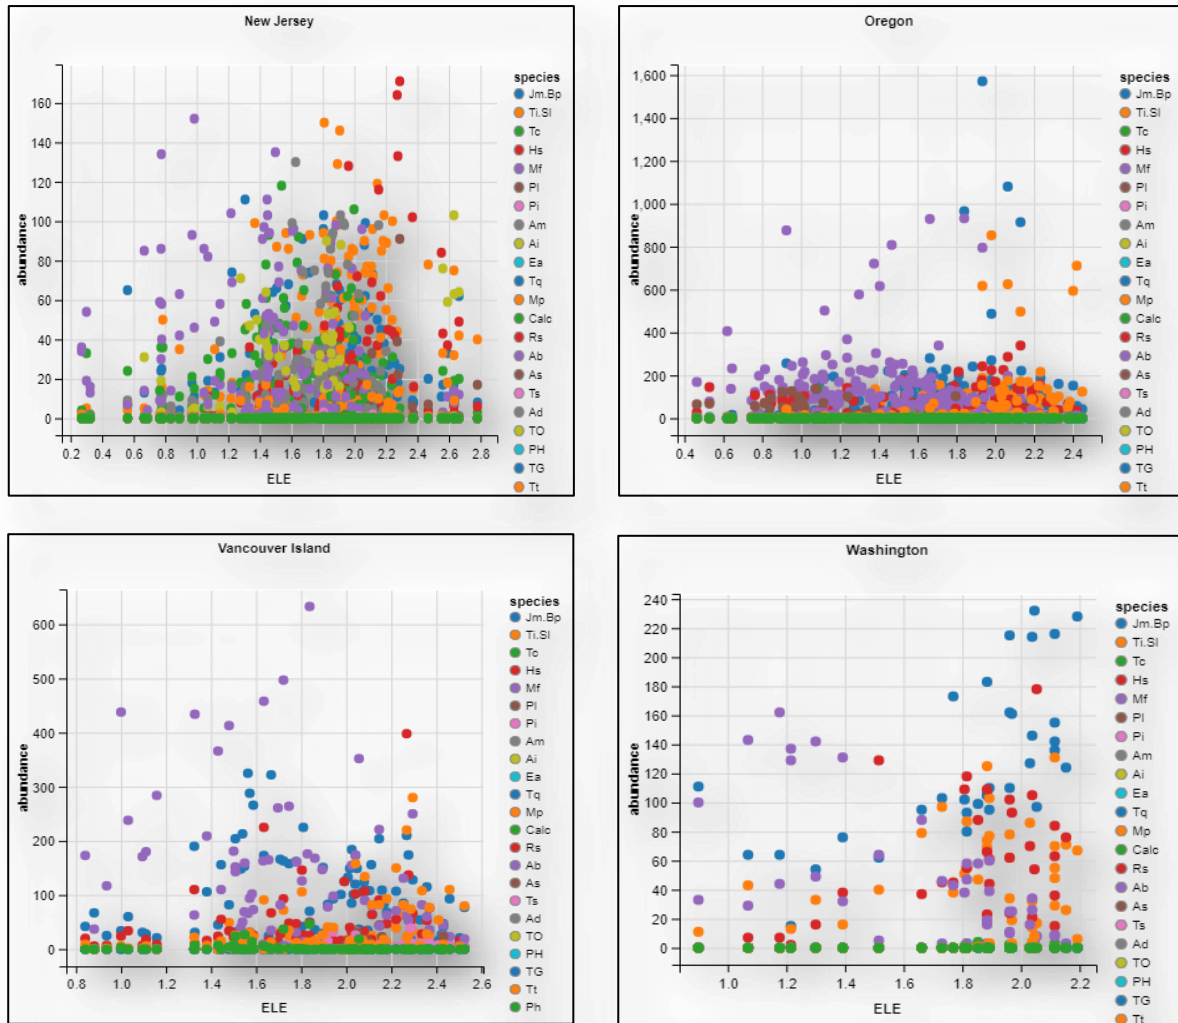 New Jersey
abundance
160
140
120
100
80
60
40
20
0
0.2 0.4 0.6 0.8 1.0 1.2 1.4 1.6 1.8 2.0 2.2 2.4 2.6 2.8
ELE
species
Jm.Bp
Ti.Sl
Tc
Hs
Mf
Pl
Pi
Am
Ai
Ea
Tq
Mp
Calc
Rs
Ab
As
Ts
Ad
TO
PH
TG
Tt
Oregon
abundance
1,600
1,400
1,200
1,000
800
600
400
200
0
0.4 0.6 0.8 1.0 1.2 1.4 1.6 1.8 2.0 2.2 2.4
ELE
species
Jm.Bp
Ti.Sl
Tc
Hs
Mf
Pl
Pi
Am
Ai
Ea
Tq
Mp
Calc
Rs
Ab
As
Ts
Ad
TO
PH
TG
Tt
Vancouver Island
abundance
600
500
400
300
200
100
0
0.8 1.0 1.2 1.4 1.6 1.8 2.0 2.2 2.4 2.6
ELE
species
Jm.Bp
Ti.Sl
Tc
Hs
Mf
Pl
Pi
Am
Ai
Ea
Tq
Mp
Calc
Rs
Ab
As
Ts
Ad
TO
PH
TG
Tt
Ph
Washington
abundance
240
220
200
180
160
140
120
100
80
60
40
20
0
1.0 1.2 1.4 1.6 1.8 2.0 2.2
ELE
species
Jm.Bp
Ti.Sl
Tc
Hs
Mf
Pl
Pi
Am
Ai
Ea
Tq
Mp
Calc
Rs
Ab
As
Ts
Ad
TO
PH
TG
Tt